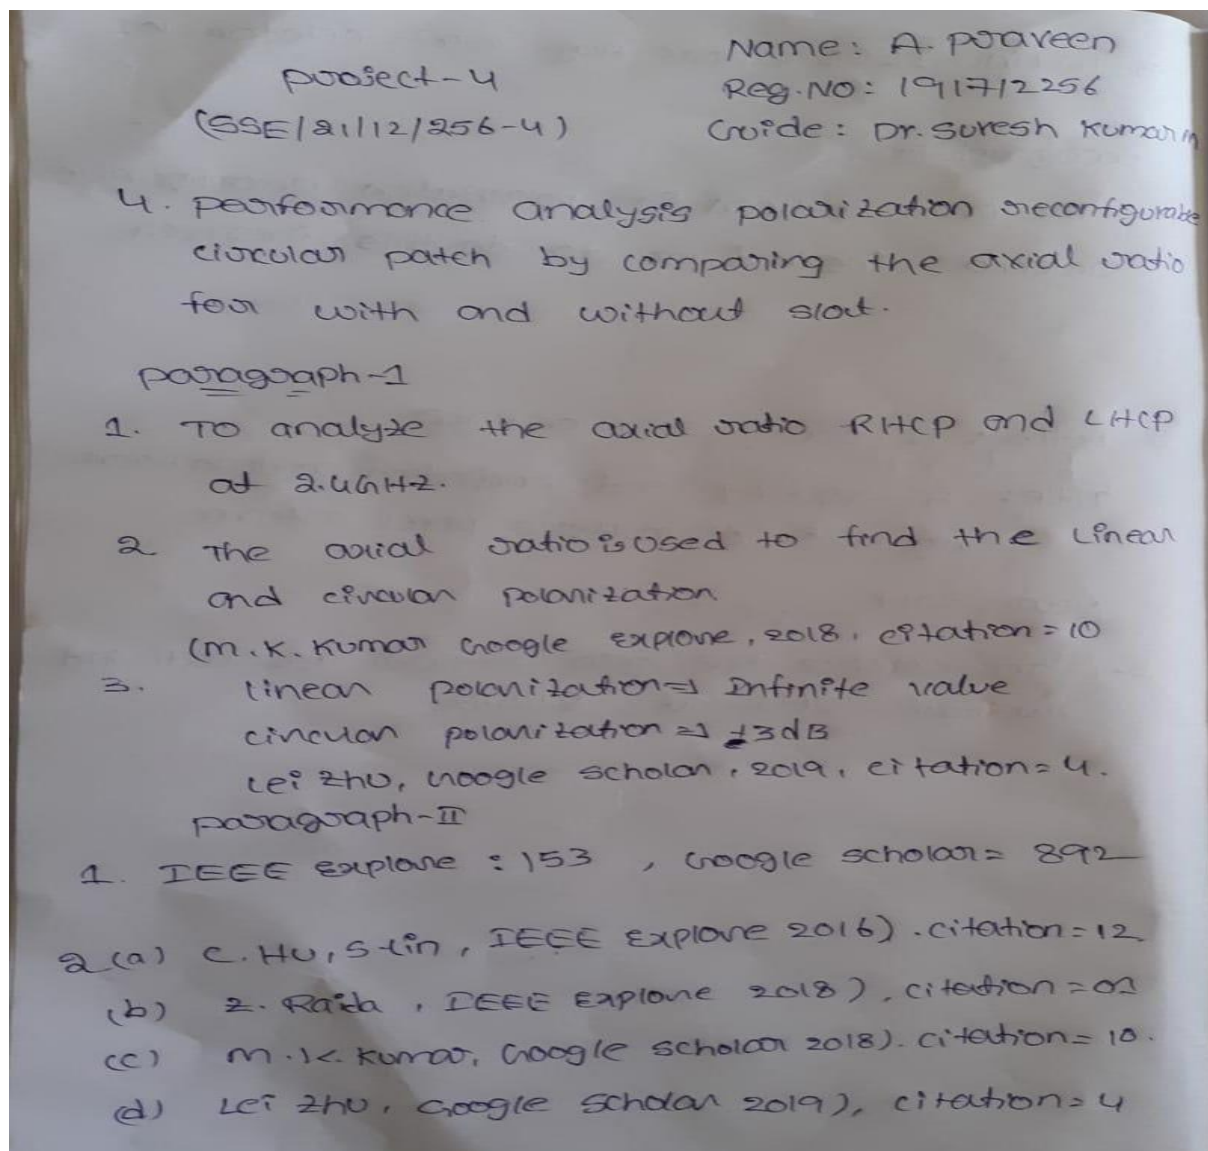 Name: A. Praveen
Project-4
Reg.No: 191712256
(SSE/21/12/256-4)
Guide: Dr. Suresh Kumar M
4. Performance analysis polarization reconfigurable
circular patch by comparing the axial ratio
for with and without slot.
Paragraph-1
1. To analyze the axial ratio RHCP and LHCP
at 2.4GHZ.
2 The axial ratio is used to find the Linear
and circular polarization
(M.K. Kumar Google explore, 2018. citation = 10
3. Linear polarization => Infinite value
circular polarization => ±3dB
Lei Zhu, Google scholar, 2019, citation = 4.
Paragraph-II
1. IEEE explore : 153 , Google scholar = 892
2(a) C. Hu, S-lin, IEEE Explore 2016). citation = 12.
(b) Z. Raida , IEEE Explore 2018), citation =
(c) M.K Kumar, Google scholar 2018). citation = 10.
(d) Lei Zhu, Google scholar 2019), citation = 4